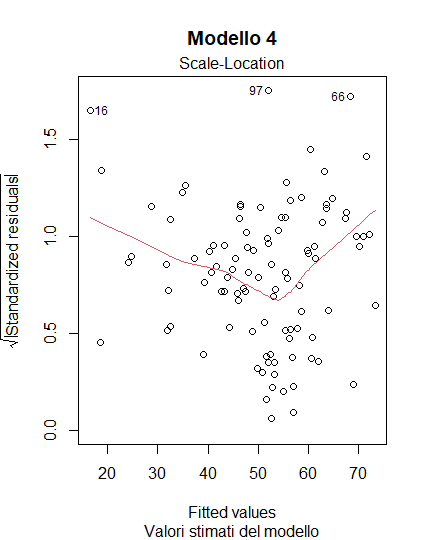 Modello 4
Scale-Location
√|Standardized residuals|
0.0 0.5 1.0 1.5
16
97
66
20 30 40 50 60 70
Fitted values
Valori stimati del modello